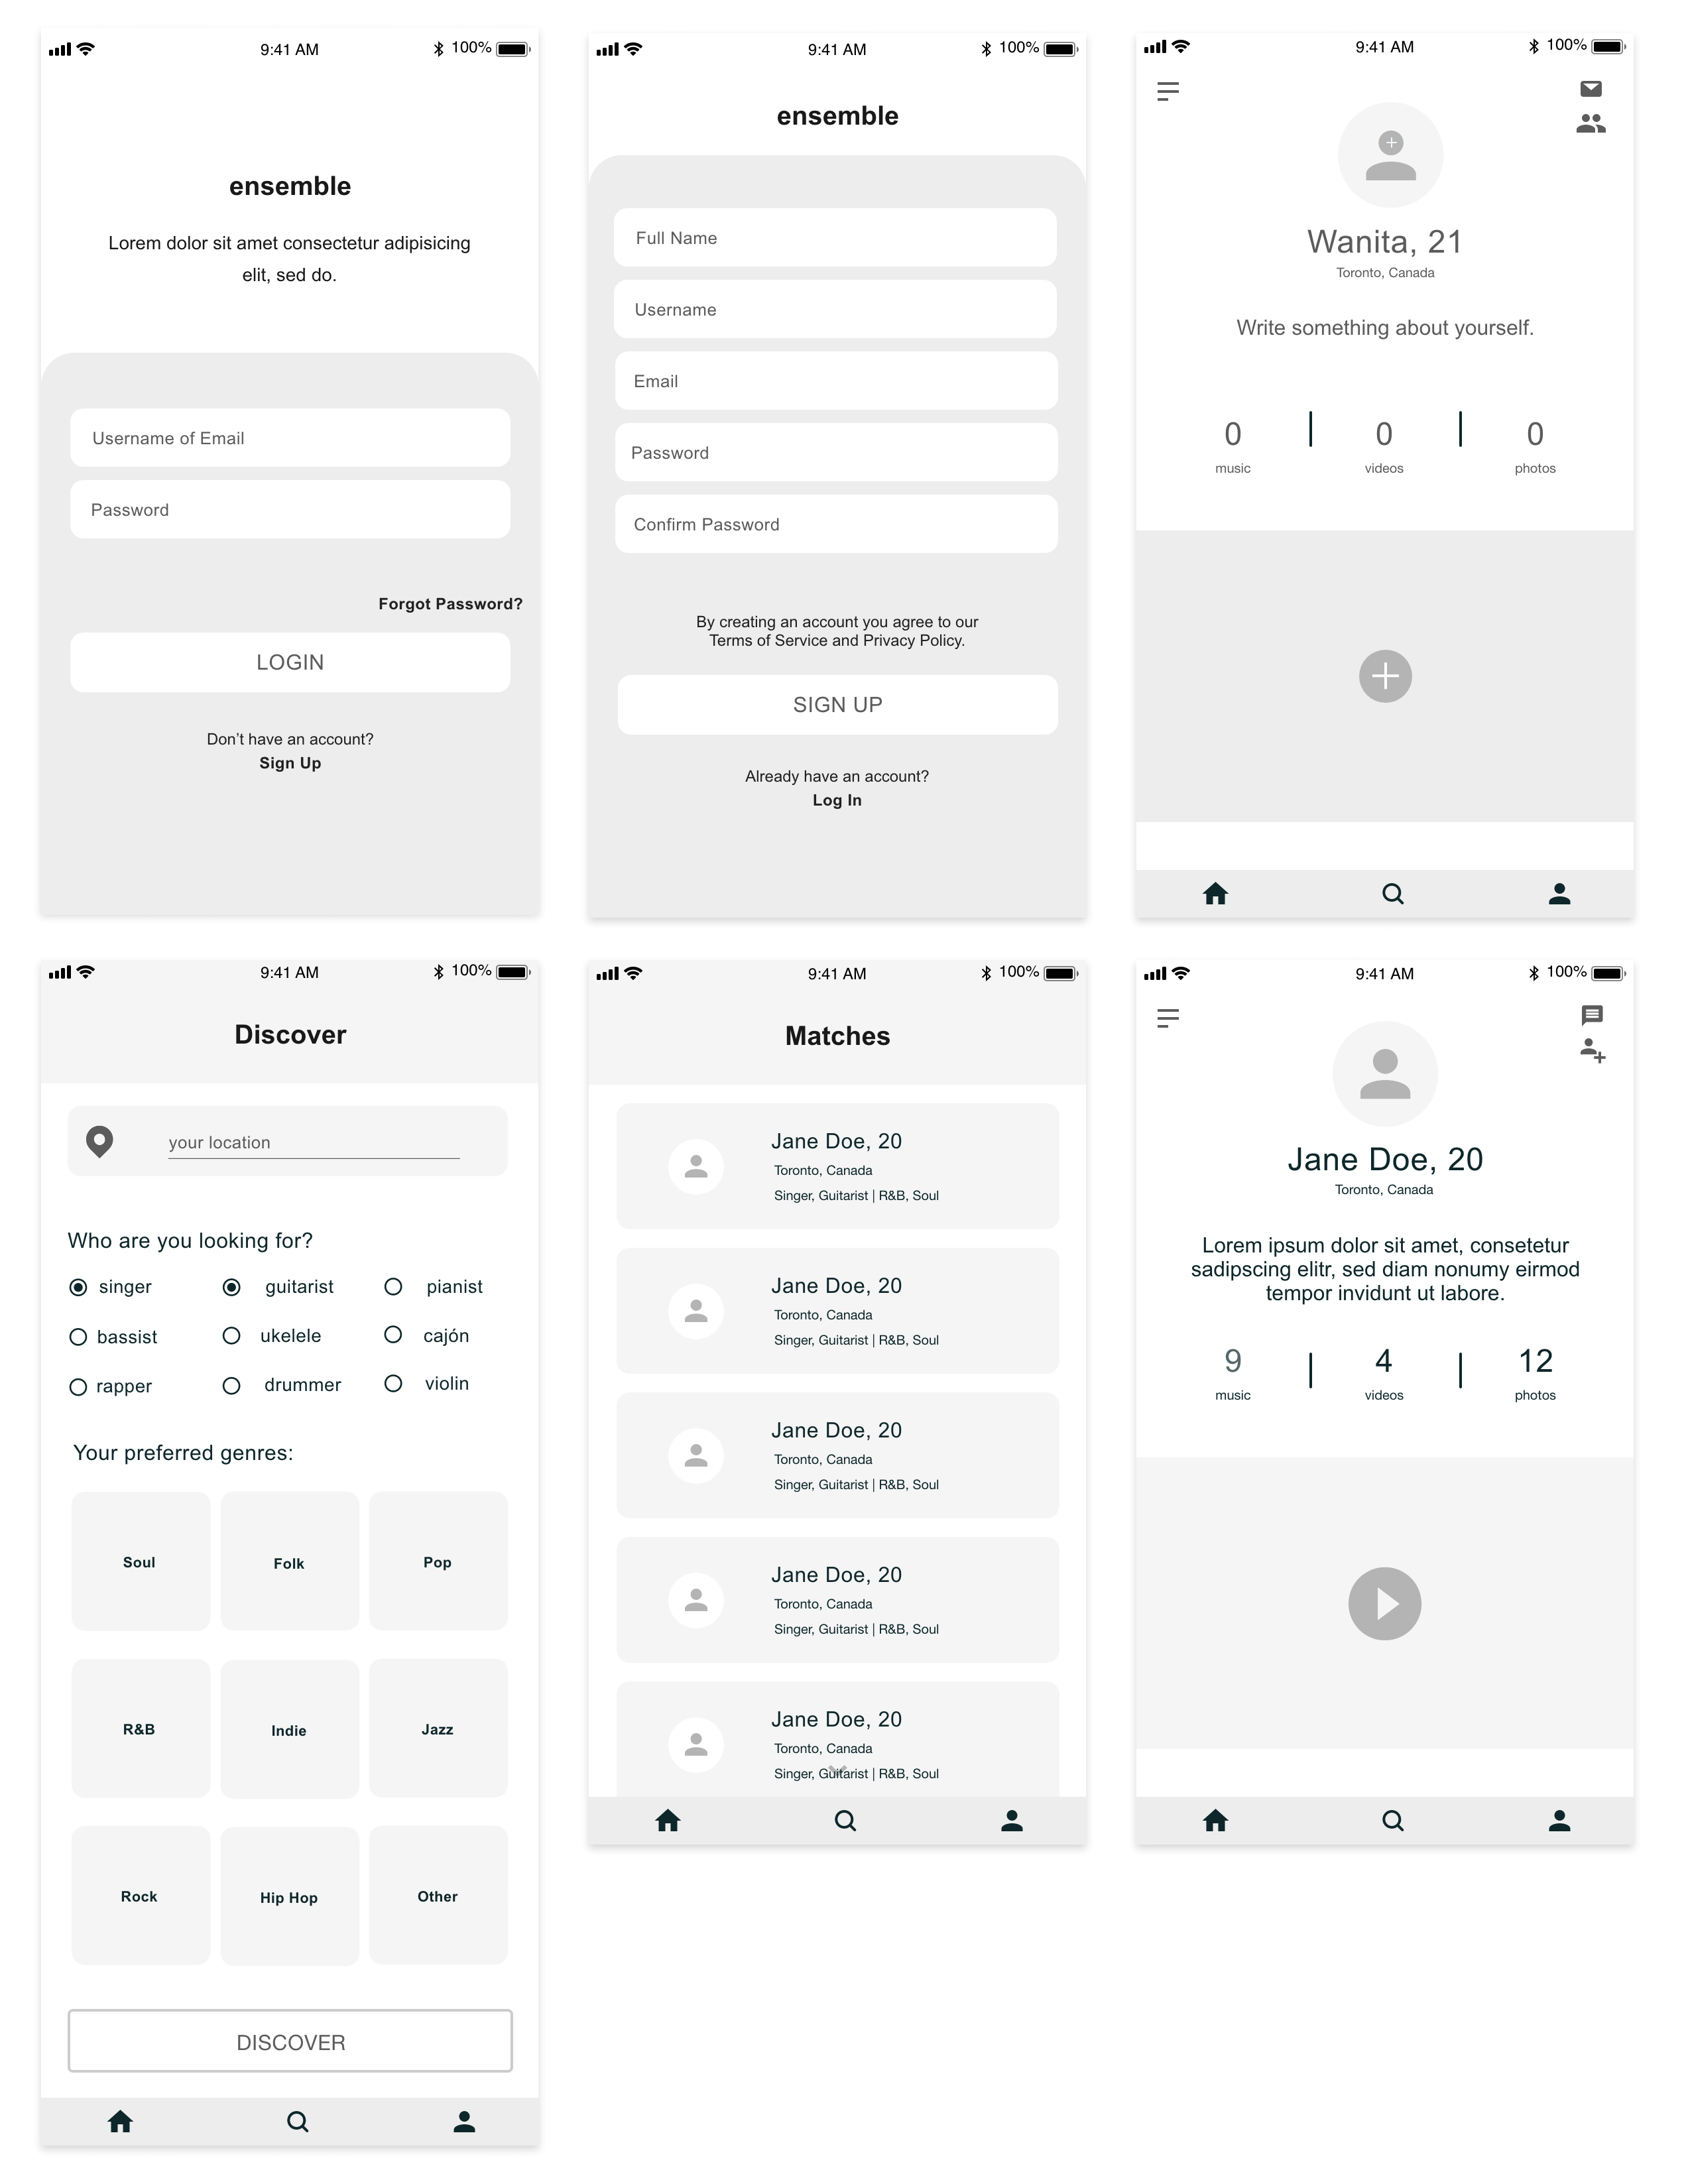 9:41 AM
100%
ensemble
Lorem dolor sit amet consectetur adipisicing
elit, sed do.
Username of Email
Password
Forgot Password?
LOGIN
Don't have an account?
Sign Up
9:41 AM
100%
ensemble
Full Name
Username
Email
Password
Confirm Password
By creating an account you agree to our
Terms of Service and Privacy Policy.
SIGN UP
Already have an account?
Log In
9:41 AM
100%
Wanita, 21
Toronto, Canada
Write something about yourself.
0 0 0
music videos photos
9:41 AM
100%
Discover
your location
Who are you looking for?
singer guitarist pianist
bassist ukelele cajón
rapper drummer violin
Your preferred genres:
Soul Folk Pop
R&B Indie Jazz
Rock Hip Hop Other
DISCOVER
9:41 AM
100%
Matches
Jane Doe, 20
Toronto, Canada
Singer, Guitarist | R&B, Soul
Jane Doe, 20
Toronto, Canada
Singer, Guitarist | R&B, Soul
Jane Doe, 20
Toronto, Canada
Singer, Guitarist | R&B, Soul
Jane Doe, 20
Toronto, Canada
Singer, Guitarist | R&B, Soul
Jane Doe, 20
Toronto, Canada
Singer, Guitarist | R&B, Soul
9:41 AM
100%
Jane Doe, 20
Toronto, Canada
Lorem ipsum dolor sit amet, consetetur
sadipscing elitr, sed diam nonumy eirmod
tempor invidunt ut labore.
9 4 12
music videos photos